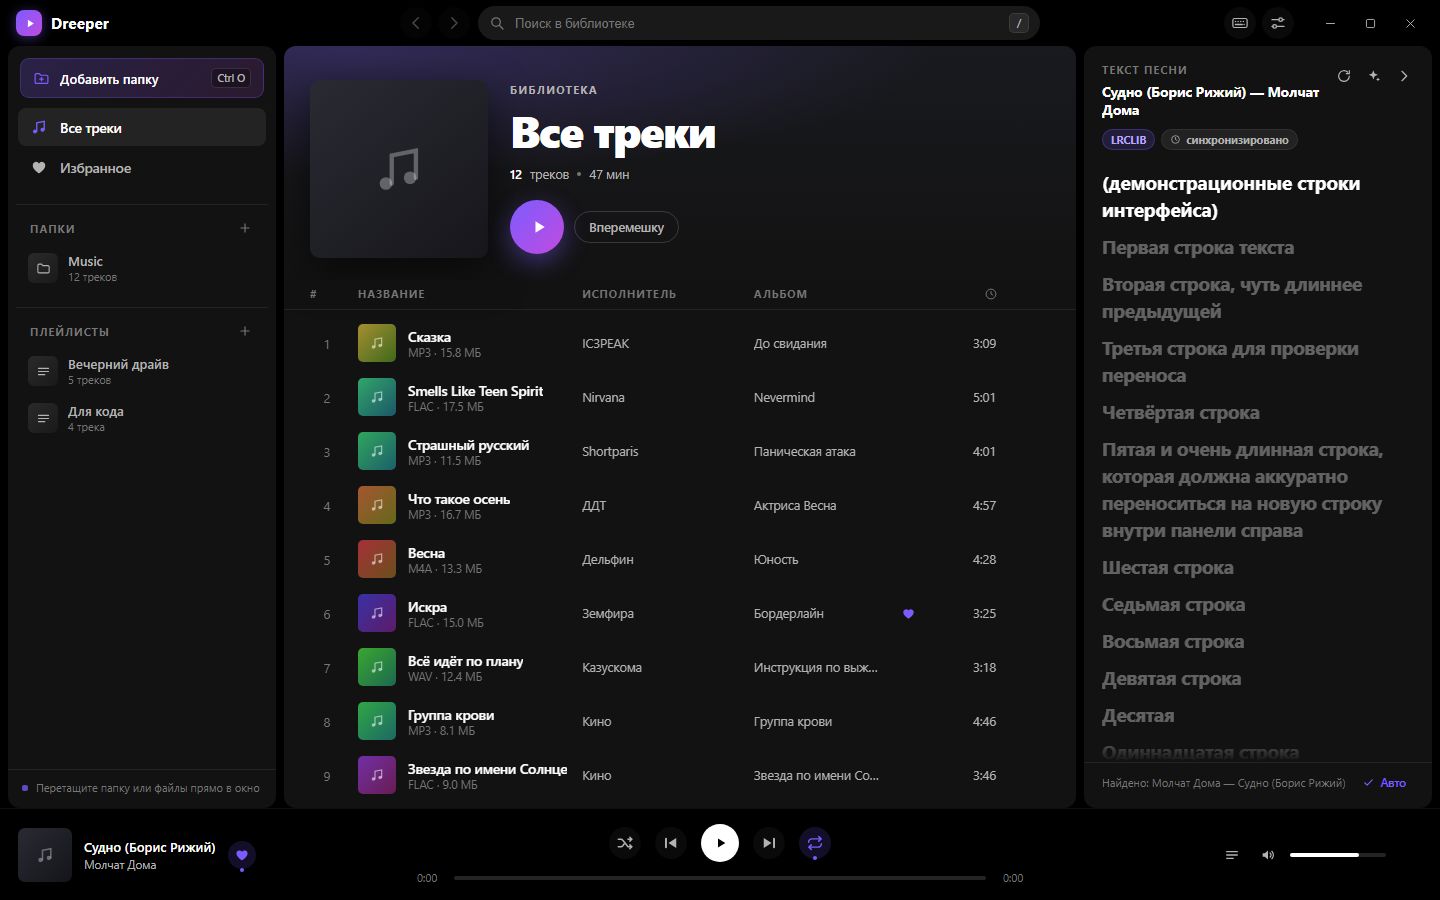 Dreeper
Поиск в библиотеке
/
Добавить папку
Ctrl O
Все треки
Избранное
ПАПКИ
Music
12 треков
ПЛЕЙЛИСТЫ
Вечерний драйв
5 треков
Для кода
4 трека
Перетащите папку или файлы прямо в окно
БИБЛИОТЕКА
Все треки
12 треков • 47 мин
Вперемешку
# НАЗВАНИЕ ИСПОЛНИТЕЛЬ АЛЬБОМ
1 Сказка IC3PEAK До свидания 3:09
MP3 · 15.8 МБ
2 Smells Like Teen Spirit Nirvana Nevermind 5:01
FLAC · 17.5 МБ
3 Страшный русский Shortparis Паническая атака 4:01
MP3 · 11.5 МБ
4 Что такое осень ДДТ Актриса Весна 4:57
MP3 · 16.7 МБ
5 Весна Дельфин Юность 4:28
M4A · 13.3 МБ
6 Искра Земфира Бордерлайн 3:25
FLAC · 15.0 МБ
7 Всё идёт по плану Казускома Инструкция по выж... 3:18
WAV · 12.4 МБ
8 Группа крови Кино Группа крови 4:46
MP3 · 8.1 МБ
9 Звезда по имени Солнце Кино Звезда по имени Со... 3:46
FLAC · 9.0 МБ
ТЕКСТ ПЕСНИ
Судно (Борис Рижий) — Молчат
Дома
LRCLIB
синхронизировано
(демонстрационные строки
интерфейса)
Первая строка текста
Вторая строка, чуть длиннее
предыдущей
Третья строка для проверки
переноса
Четвёртая строка
Пятая и очень длинная строка,
которая должна аккуратно
переноситься на новую строку
внутри панели справа
Шестая строка
Седьмая строка
Восьмая строка
Девятая строка
Десятая
Одиннадцатая строка
Найдено: Молчат Дома — Судно (Борис Рижий)
Авто
Судно (Борис Рижий)
Молчат Дома
0:00
0:00